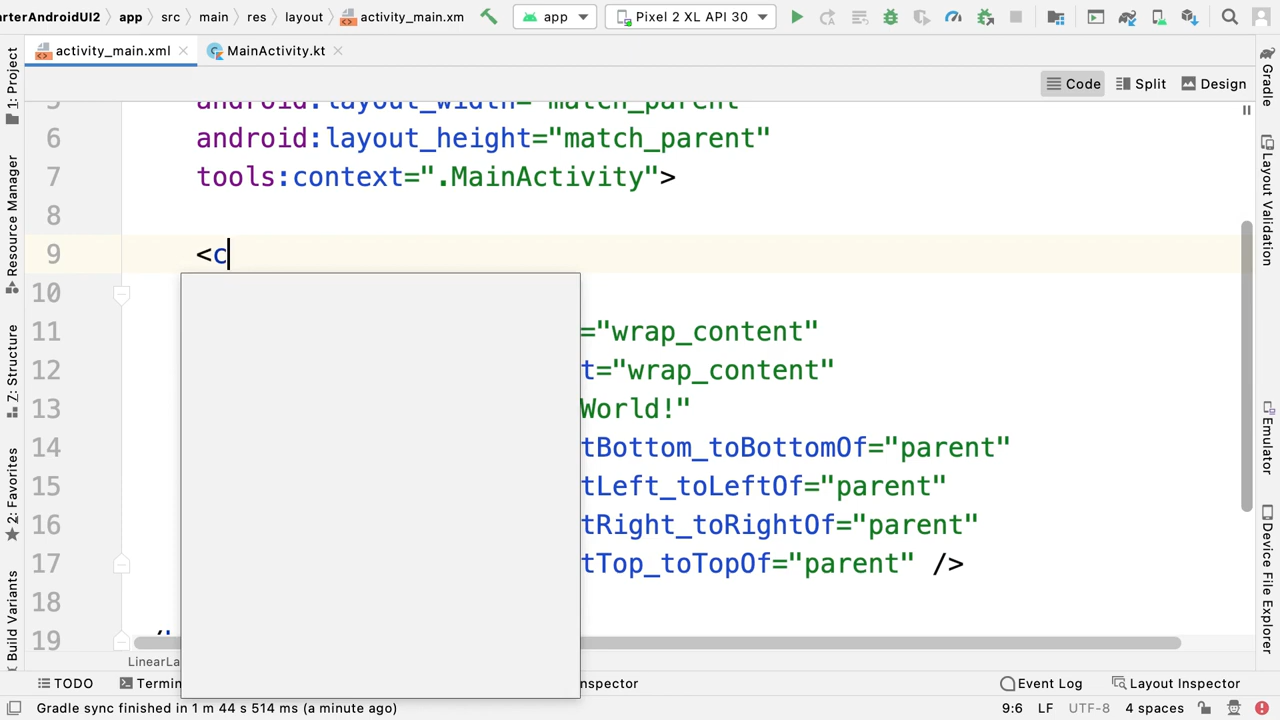 arterAndroidUI2 app src main res layout activity_main.xm app Pixel 2 XL API 30
activity_main.xml MainActivity.kt
Code Split Design
5 android:layout_width="match_parent"
6 android:layout_height="match_parent"
7 tools:context=".MainActivity">
8
9 <c
10
11 ="wrap_content"
12 t="wrap_content"
13 World!"
14 tBottom_toBottomOf="parent"
15 tLeft_toLeftOf="parent"
16 tRight_toRightOf="parent"
17 tTop_toTopOf="parent" />
18
19
LinearLa
1: Project
Resource Manager
Z: Structure
2: Favorites
Build Variants
Gradle
Layout Validation
Emulator
Device File Explorer
TODO Termin nspector Event Log Layout Inspector
Gradle sync finished in 1 m 44 s 514 ms (a minute ago) 9:6 LF UTF-8 4 spaces